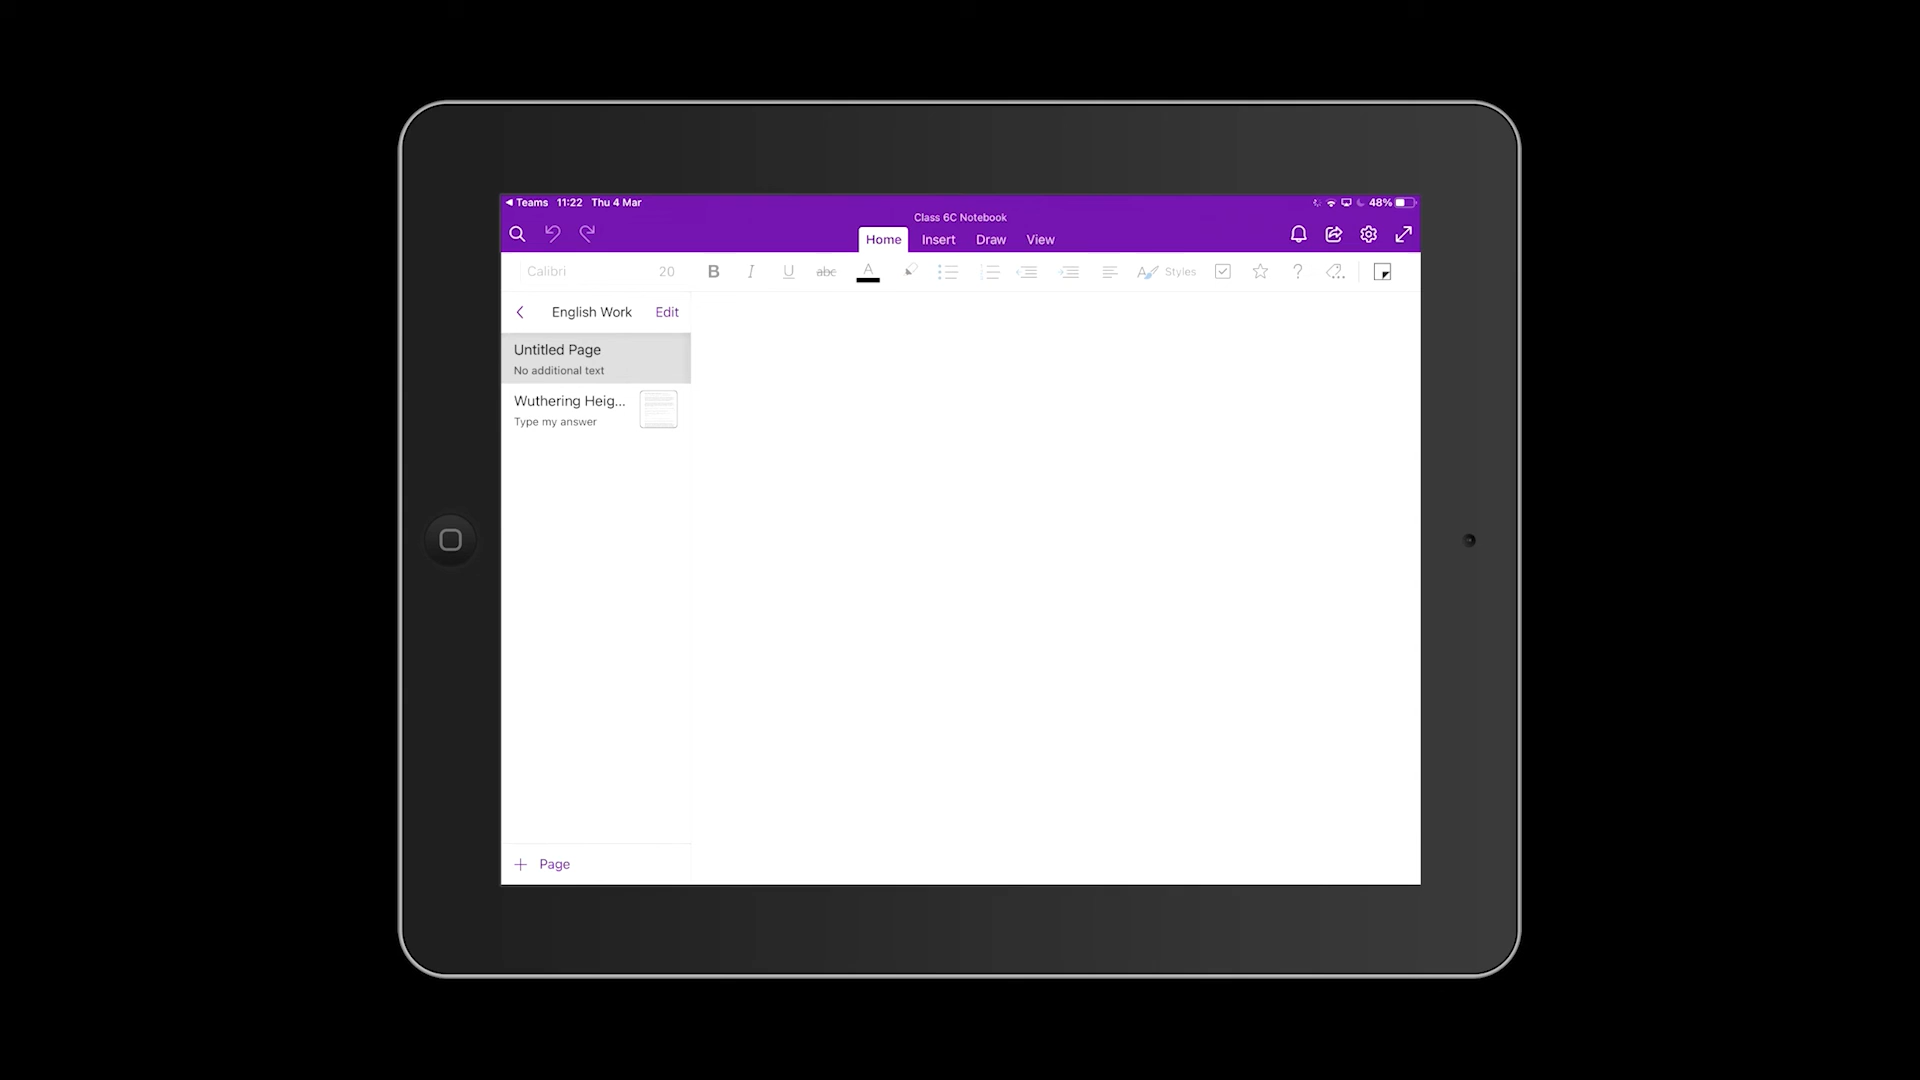 Teams 11:22 Thu 4 Mar 48%
Class 6C Notebook
Home Insert Draw View
Calibri 20 B I U abc A Styles ?
English Work Edit
Untitled Page
No additional text
Wuthering Heig...
Type my answer
+ Page